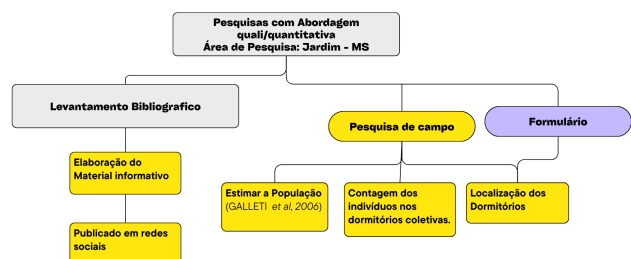 Pesquisas com Abordagem
quali/quantitativa
Área de Pesquisa: Jardim - MS
Levantamento Bibliografico
Pesquisa de campo
Formulário
Elaboração do
Material informativo
Estimar a População
(GALLETI et al, 2006)
Contagem dos
indivíduos nos
dormitórios coletivas.
Localização dos
Dormitórios
Publicado em redes
sociais